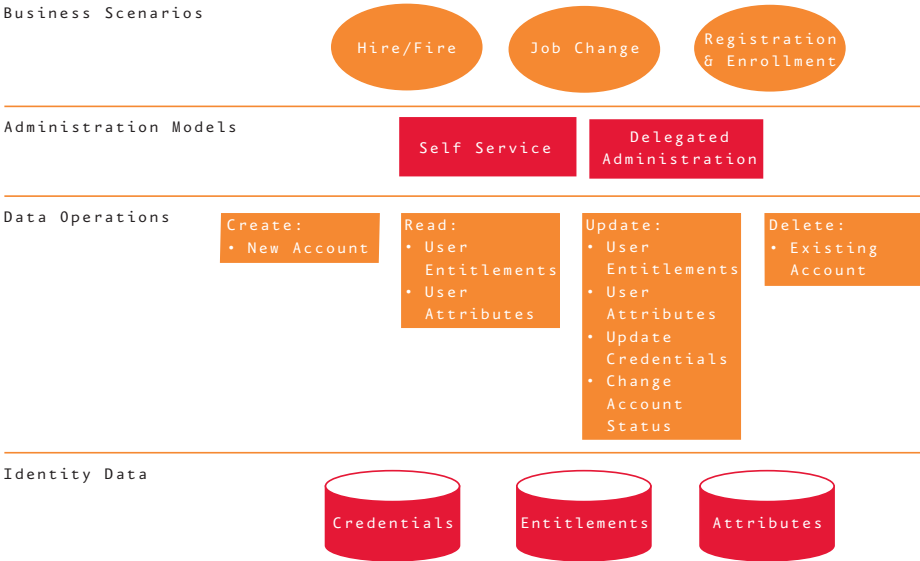 Business Scenarios
Hire/Fire
Job Change
Registration
& Enrollment
Administration Models
Self Service
Delegated
Administration
Data Operations
Create:
• New Account
Read:
• User
Entitlements
• User
Attributes
Update:
• User
Entitlements
• User
Attributes
• Update
Credentials
• Change
Account
Status
Delete:
• Existing
Account
Identity Data
Credentials
Entitlements
Attributes